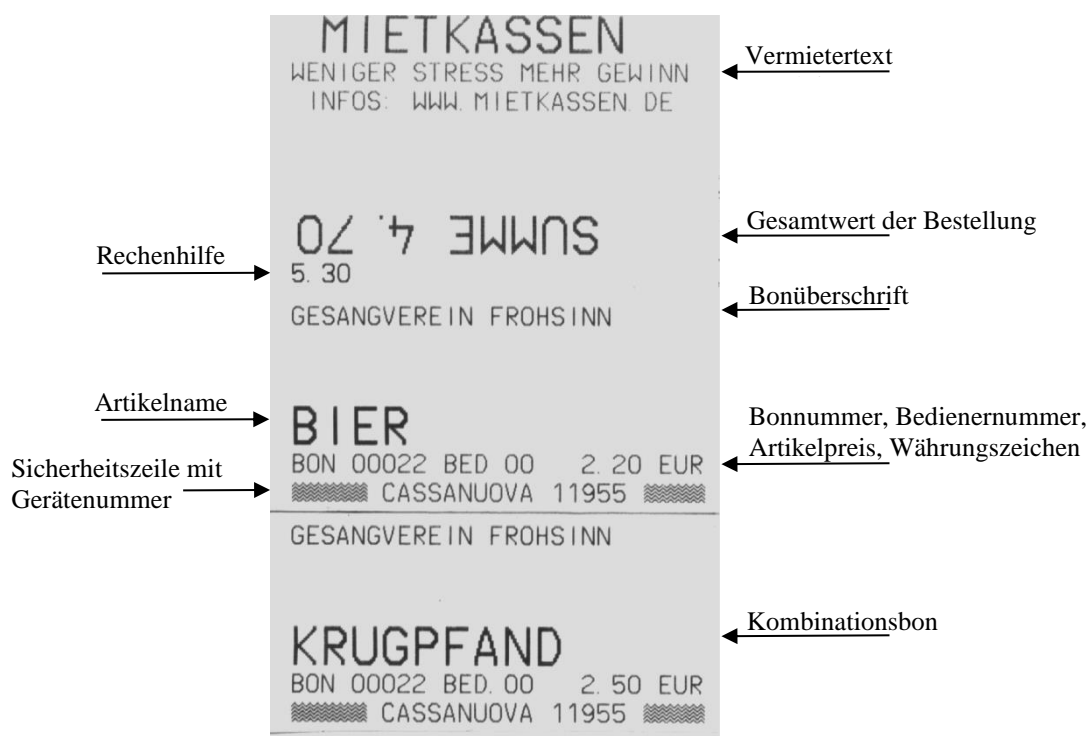 MIETKASSEN
WENIGER STRESS MEHR GEWINN
INFOS: WWW.MIETKASSEN.DE
Vermietertext
SUMME 4.70
Gesamtwert der Bestellung
Rechenhilfe
5.30
GESANGVEREIN FROHSINN
Bonüberschrift
Artikelname
BIER
Bonnummer, Bedienernummer,
Artikelpreis, Währungszeichen
BON 00022 BED 00 2.20 EUR
Sicherheitszeile mit
Gerätenummer
CASSANUOVA 11955
GESANGVEREIN FROHSINN
KRUGPFAND
Kombinationsbon
BON 00022 BED. 00 2.50 EUR
CASSANUOVA 11955